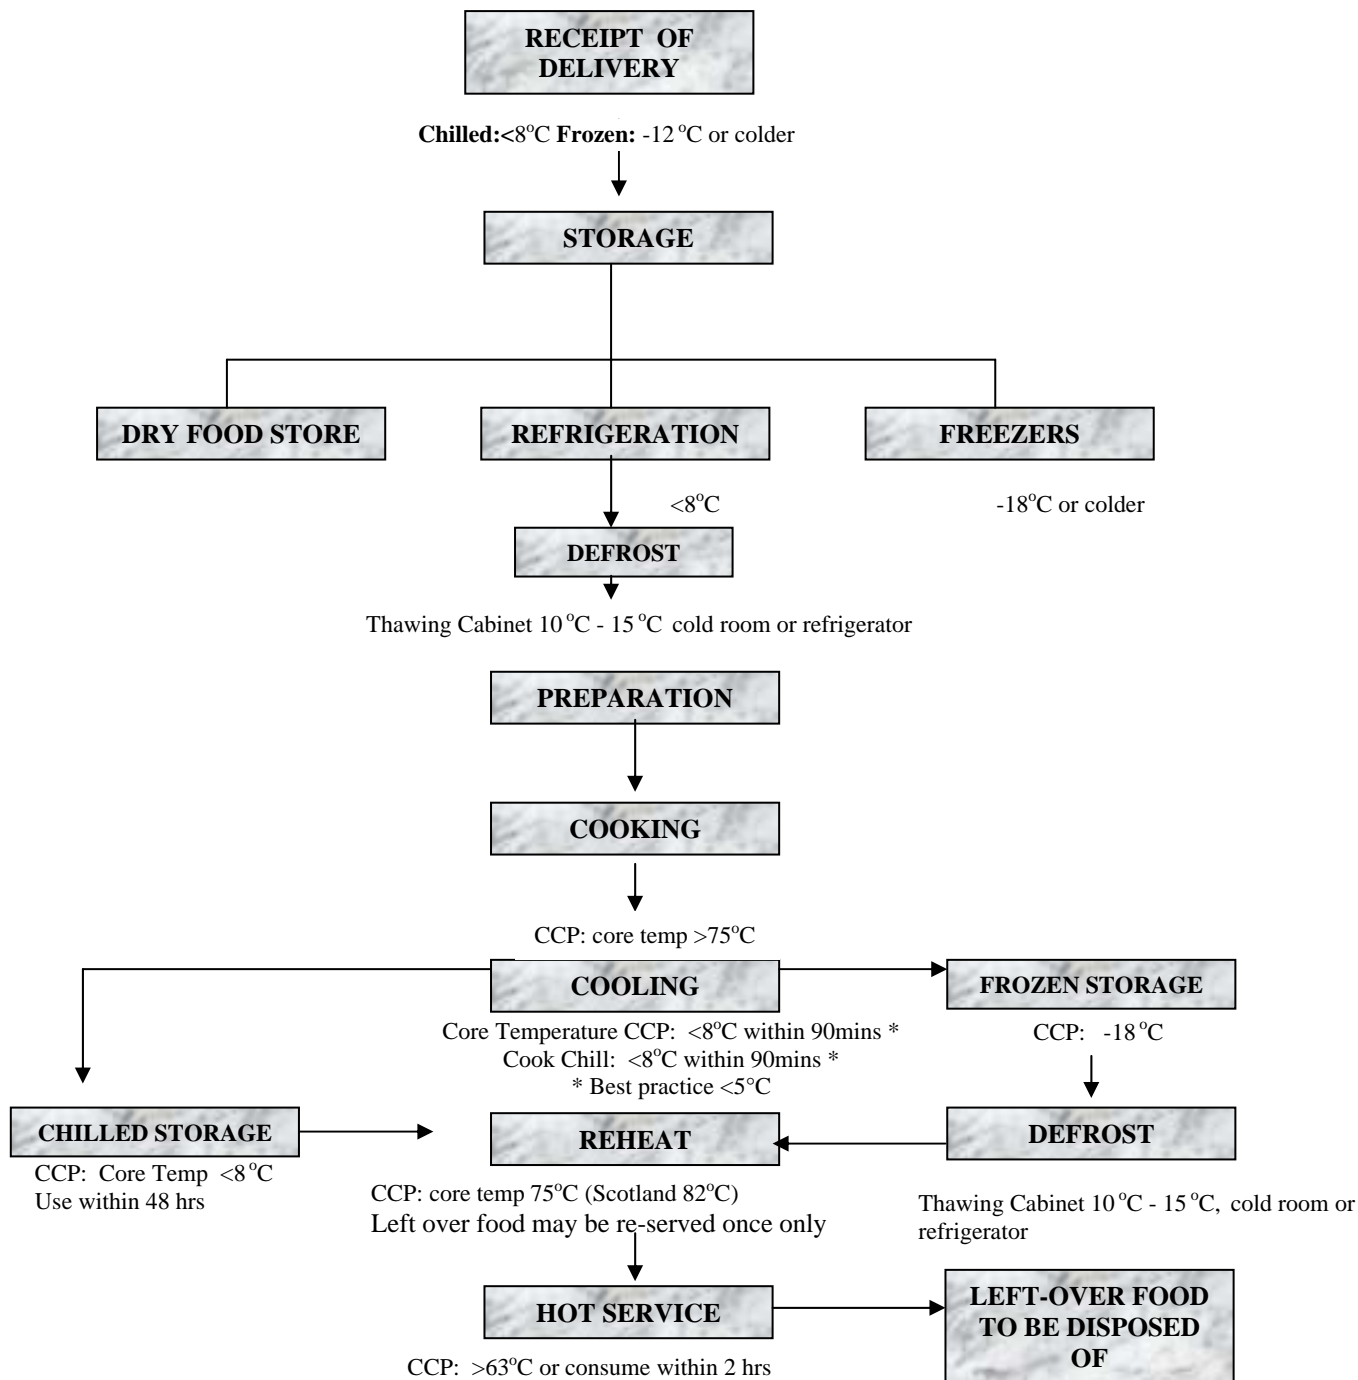 RECEIPT OF
DELIVERY
Chilled:<8°C Frozen: -12 °C or colder
STORAGE
DRY FOOD STORE
REFRIGERATION
FREEZERS
<8°C
-18°C or colder
DEFROST
Thawing Cabinet 10 °C - 15 °C cold room or refrigerator
PREPARATION
COOKING
CCP: core temp >75°C
COOLING
FROZEN STORAGE
Core Temperature CCP: <8°C within 90mins *
Cook Chill: <8°C within 90mins *
* Best practice <5°C
CCP: -18 °C
CHILLED STORAGE
REHEAT
DEFROST
CCP: Core Temp <8 °C
Use within 48 hrs
CCP: core temp 75°C (Scotland 82°C)
Left over food may be re-served once only
Thawing Cabinet 10 °C - 15 °C, cold room or
refrigerator
HOT SERVICE
LEFT-OVER FOOD
TO BE DISPOSED
OF
CCP: >63°C or consume within 2 hrs